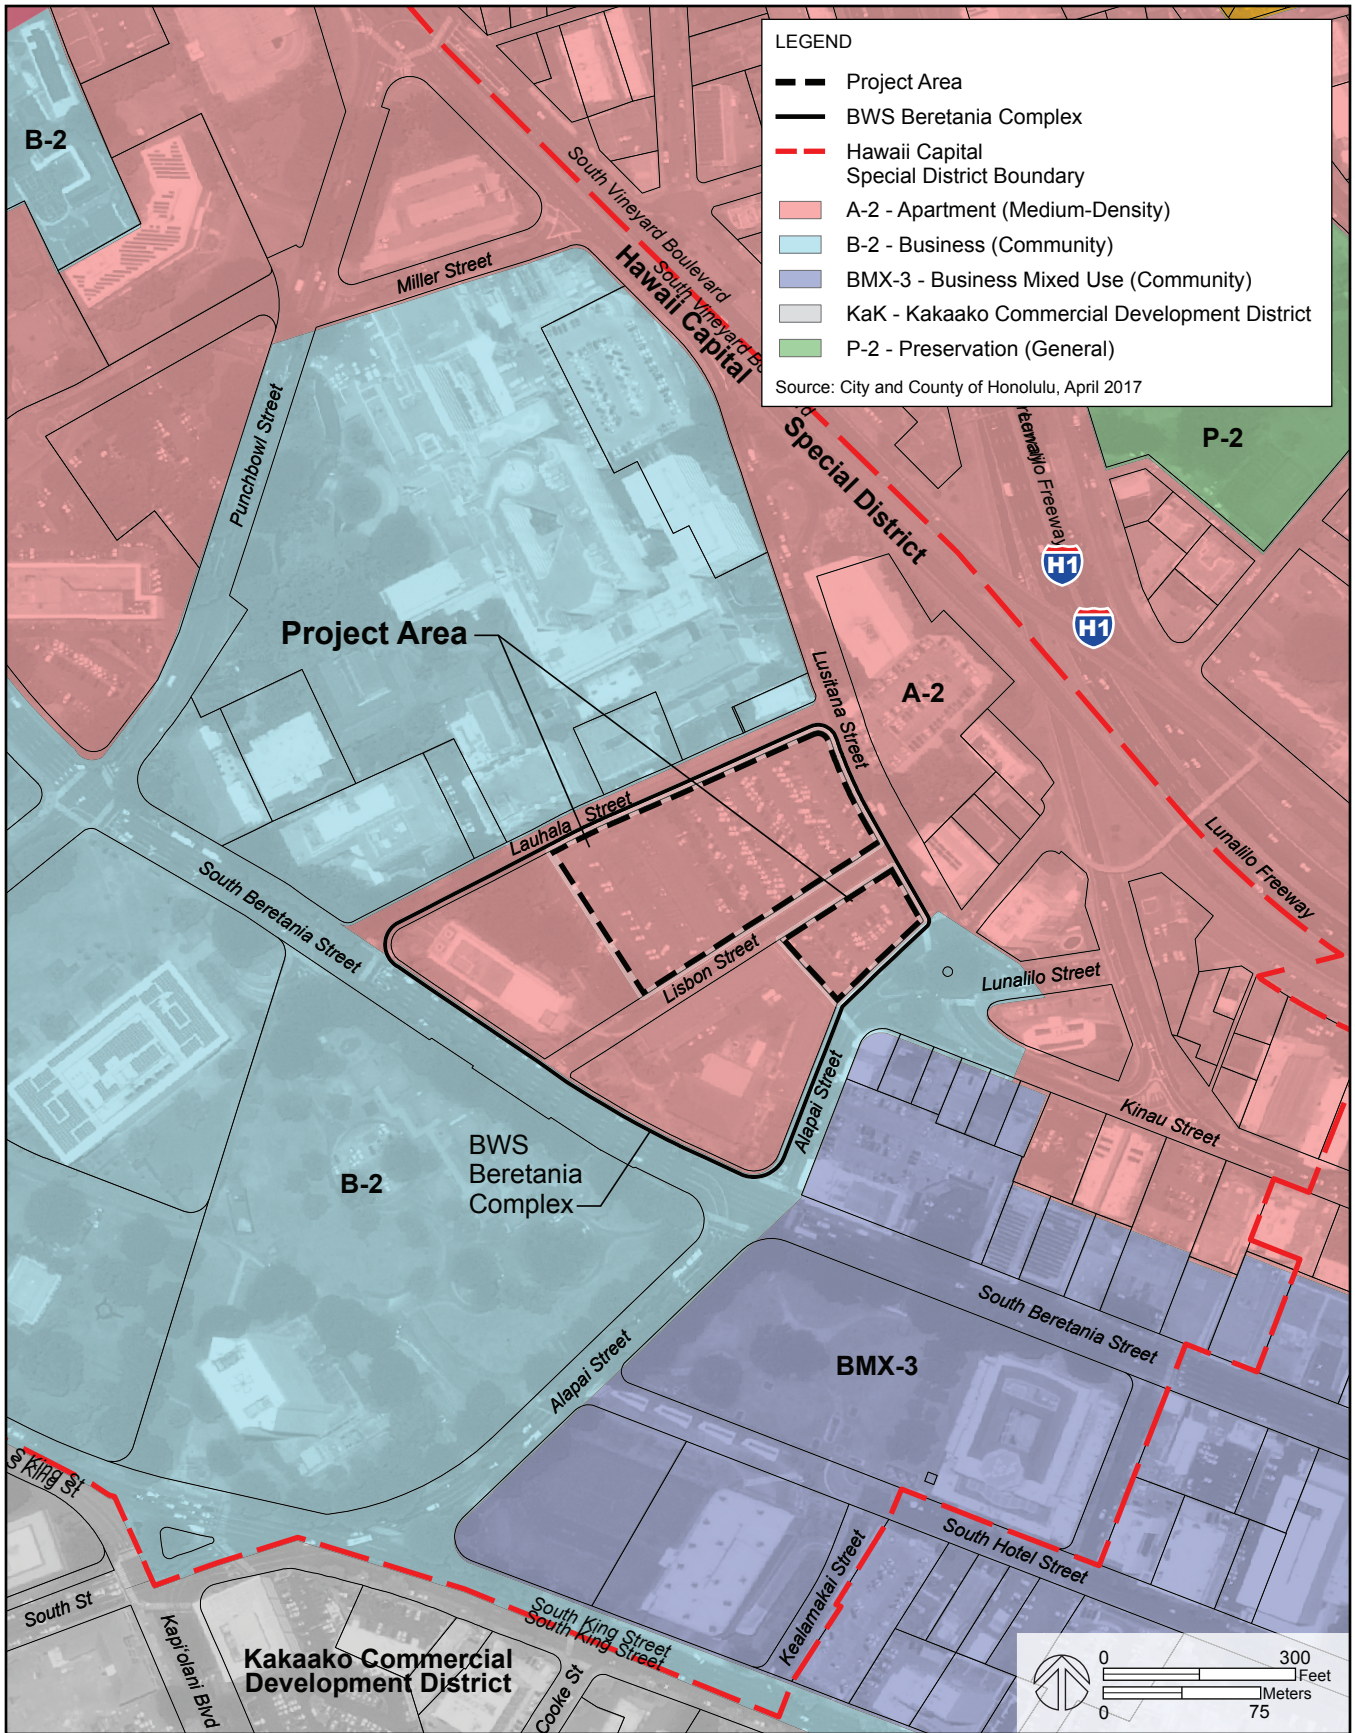 LEGEND
Project Area
BWS Beretania Complex
Hawaii Capital
Special District Boundary
A-2 - Apartment (Medium-Density)
B-2 - Business (Community)
BMX-3 - Business Mixed Use (Community)
KaK - Kakaako Commercial Development District
P-2 - Preservation (General)
Source: City and County of Honolulu, April 2017
B-2
South Vineyard Boulevard
South Vineyard
Hawaii Capital
Special District
Miller Street
Punchbowl Street
P-2
Lunalilo Freeway
H1
H1
Project Area
Lusitana Street
A-2
Lauhala Street
Lunalilo Freeway
South Beretania Street
Lisbon Street
Lunalilo Street
Alapai Street
Kinau Street
BWS
Beretania
Complex
B-2
South Beretania Street
BMX-3
Alapai Street
S King St
S King St
South Hotel Street
Kealamakai Street
South St
Kapi'olani Blvd
South King Street
South King Street
Kakaako Commercial
Development District
Cooke St
0 300
Feet
Meters
0 75